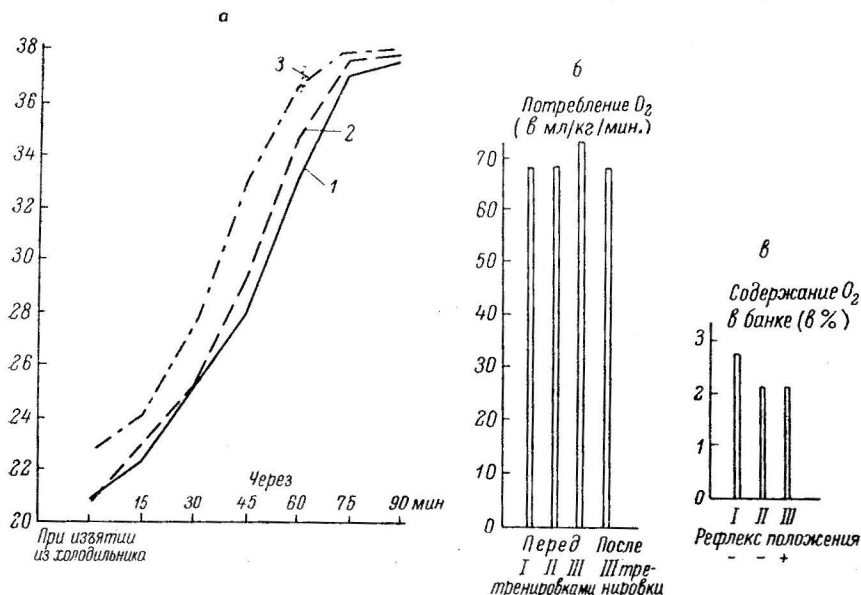 а
38
36
34
32
30
28
26
24
22
20
3
2
1
Через
15 30 45 60 75 90 мин
При изъятии
из холодильника
б
Потребление O2
(в мл/кг/мин.)
70
60
50
40
30
20
10
0
Перед После
I II III III тре-
тренировками нировки
в
Содержание O2
в банке (в %)
3
2
1
0
I II III
Рефлекс положения
- - +